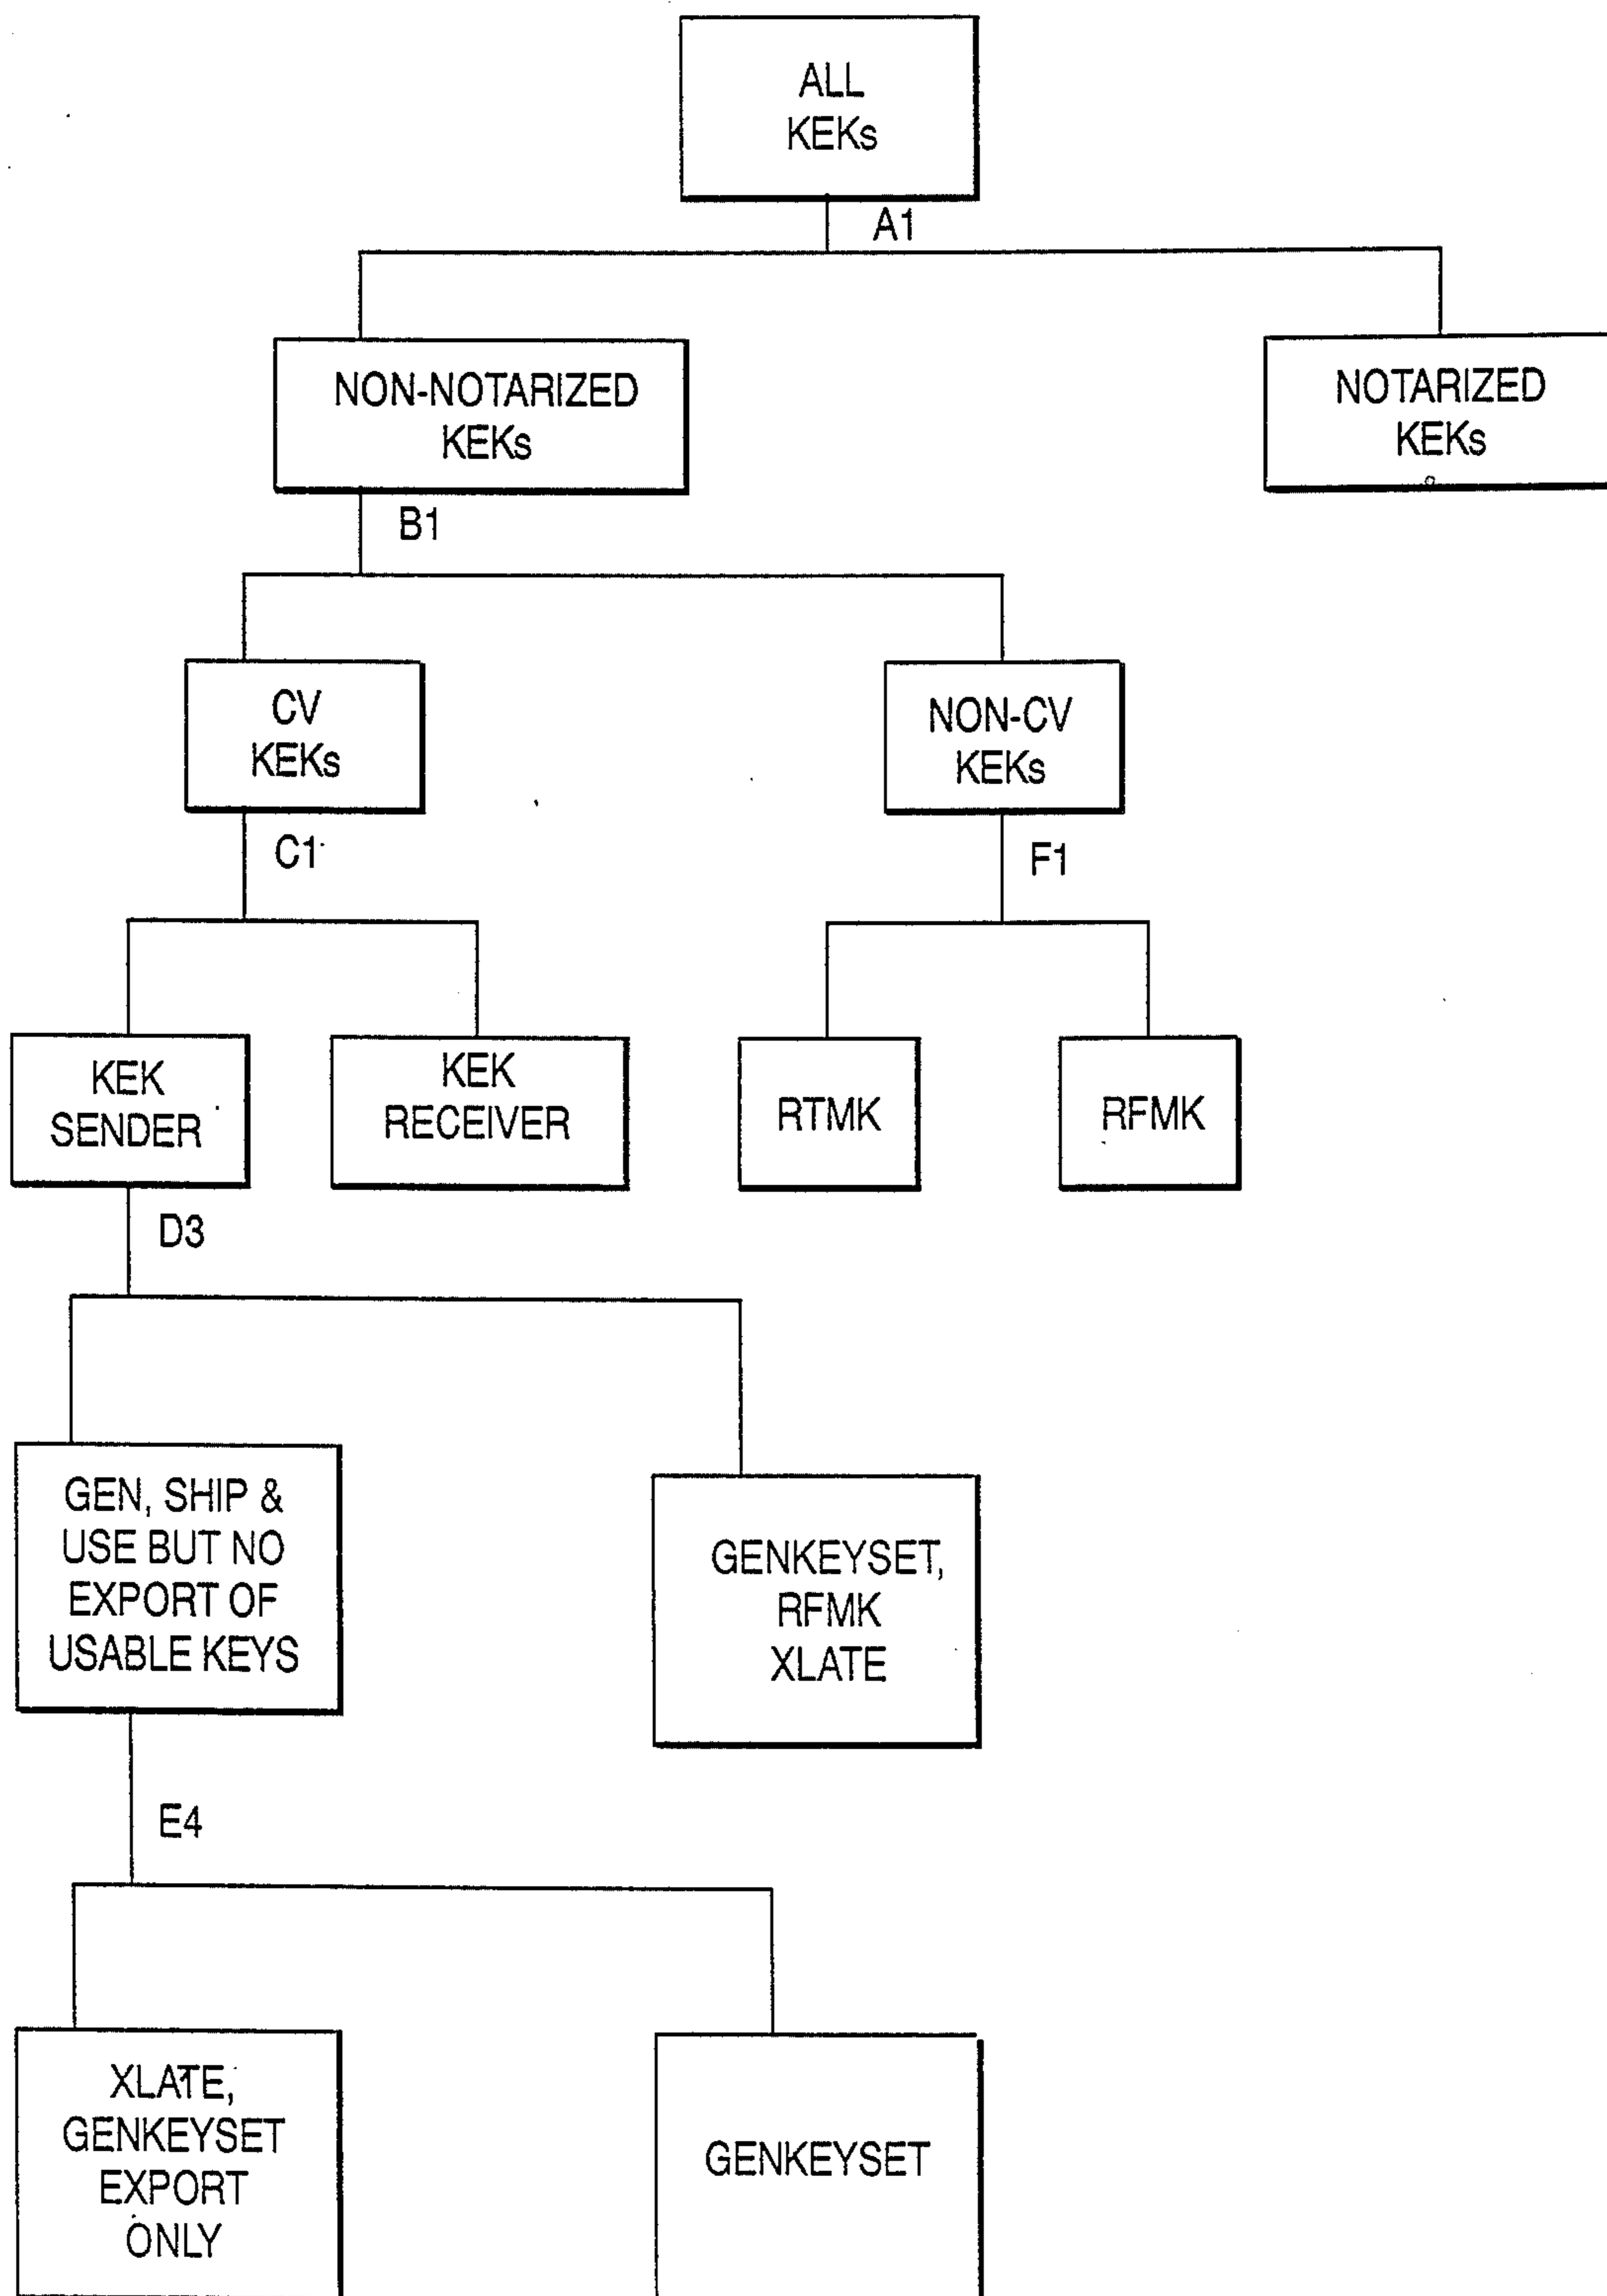 ALL
KEKs
A1
NON-NOTARIZED
KEKs
NOTARIZED
KEKs
B1
CV
KEKs
NON-CV
KEKs
C1
F1
KEK
SENDER
KEK
RECEIVER
RTMK
RFMK
D3
GEN, SHIP &
USE BUT NO
EXPORT OF
USABLE KEYS
GENKEYSET,
RFMK
XLATE
E4
XLATE,
GENKEYSET
EXPORT
ONLY
GENKEYSET